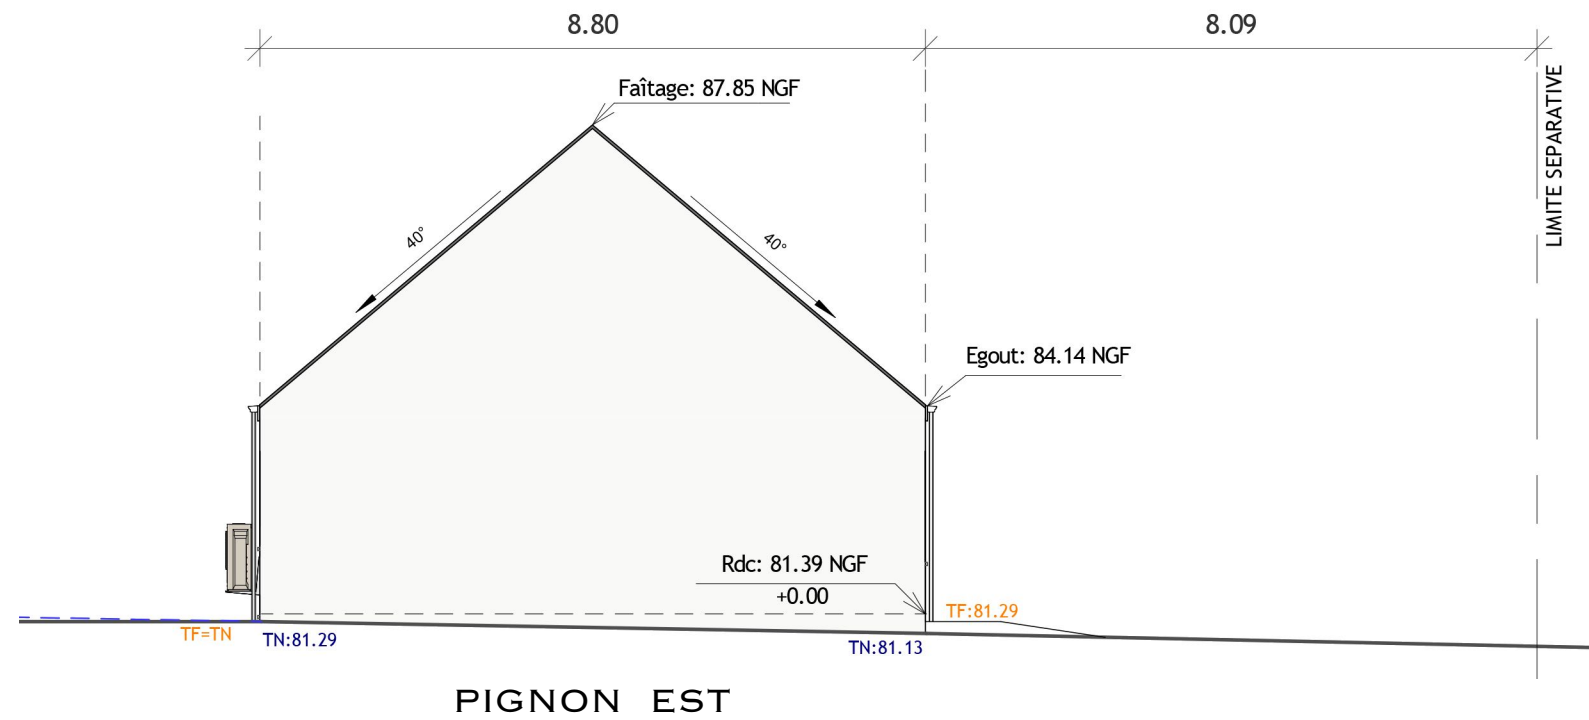 8.80
8.09
Faîtage: 87.85 NGF
LIMITE SEPARATIVE
40°
40°
Egout: 84.14 NGF
Rdc: 81.39 NGF
+0.00
TF:81.29
TF=TN
TN:81.29
TN:81.13
PIGNON EST